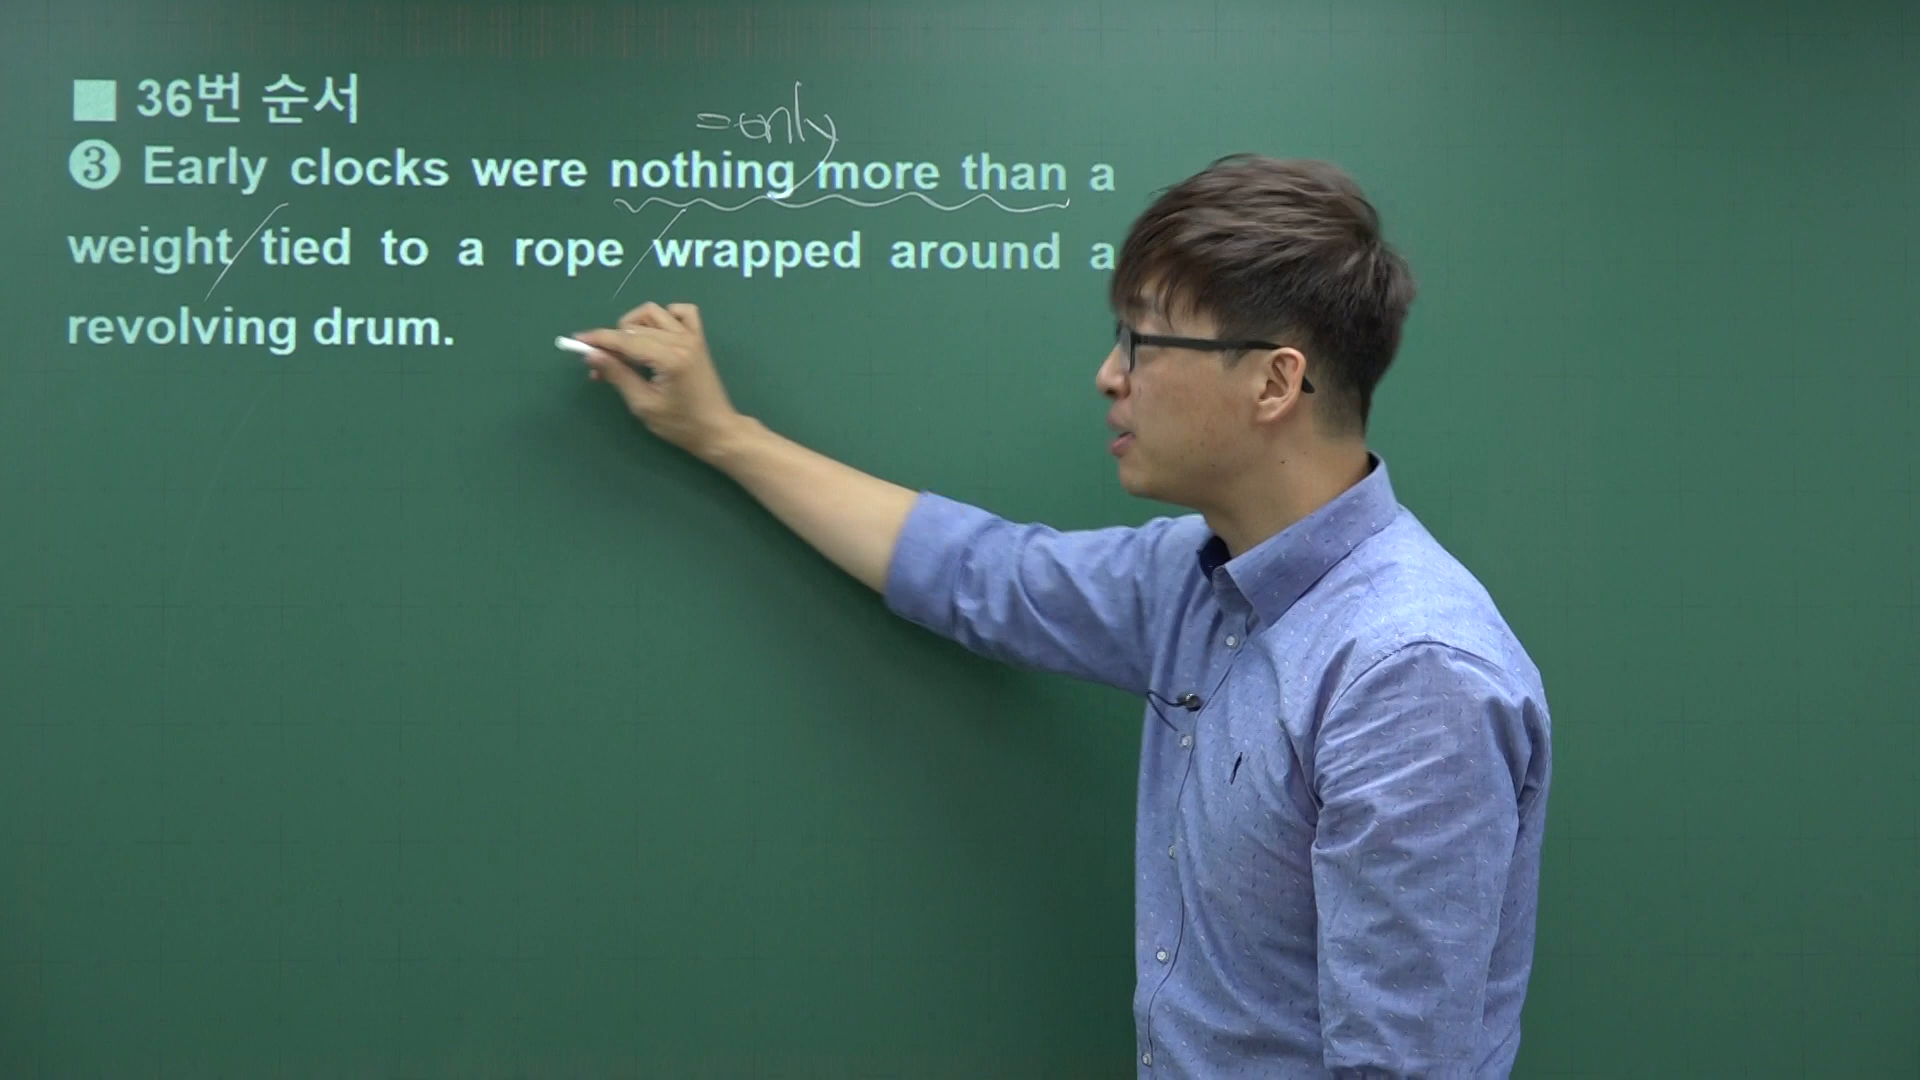 ■ 36번 순서
=only
❸ Early clocks were nothing more than a
weight tied to a rope wrapped around a
revolving drum.